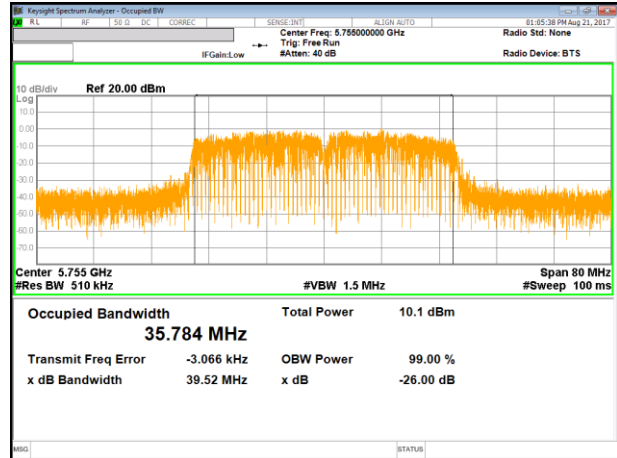 Keysight Spectrum Analyzer - Occupied BW
RL RF 50 Ω DC CORREC SENSE:INT ALIGN AUTO 01:05:38 PM Aug 21, 2017
Center Freq: 5.755000000 GHz Radio Std: None
Trig: Free Run
IFGain:Low #Atten: 40 dB Radio Device: BTS
10 dB/div Ref 20.00 dBm
Log
10.0
0.00
-10.0
-20.0
-30.0
-40.0
-50.0
-60.0
-70.0
Center 5.755 GHz Span 80 MHz
#Res BW 510 kHz #VBW 1.5 MHz #Sweep 100 ms
Occupied Bandwidth Total Power 10.1 dBm
35.784 MHz
Transmit Freq Error -3.066 kHz OBW Power 99.00 %
x dB Bandwidth 39.52 MHz x dB -26.00 dB
MSG STATUS